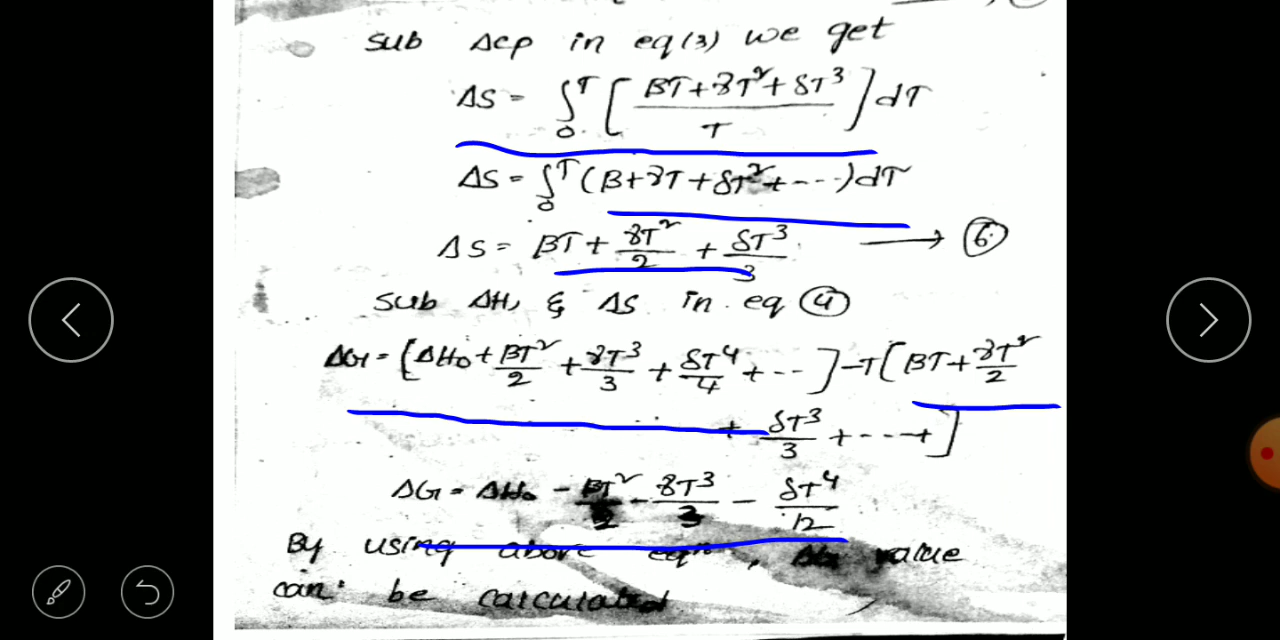 Sub ΔCp in eq(3) we get
ΔS = ∫₀ᵀ [ (βT + γT² + δT³) / T ] dT
ΔS = ∫₀ᵀ (β + γT + δT² + ---) dT
ΔS = βT + γT²/2 + δT³/3 → ⑥
Sub ΔH, & ΔS in eq ④
ΔG = [ΔH₀ + βT²/2 + γT³/3 + δT⁴/4 + --] - T [βT + γT²/2
+ δT³/3 + ---+]
ΔG = ΔH₀ - βT²/2 - γT³/3 - δT⁴/12
By using above eqn, value
can be calculated